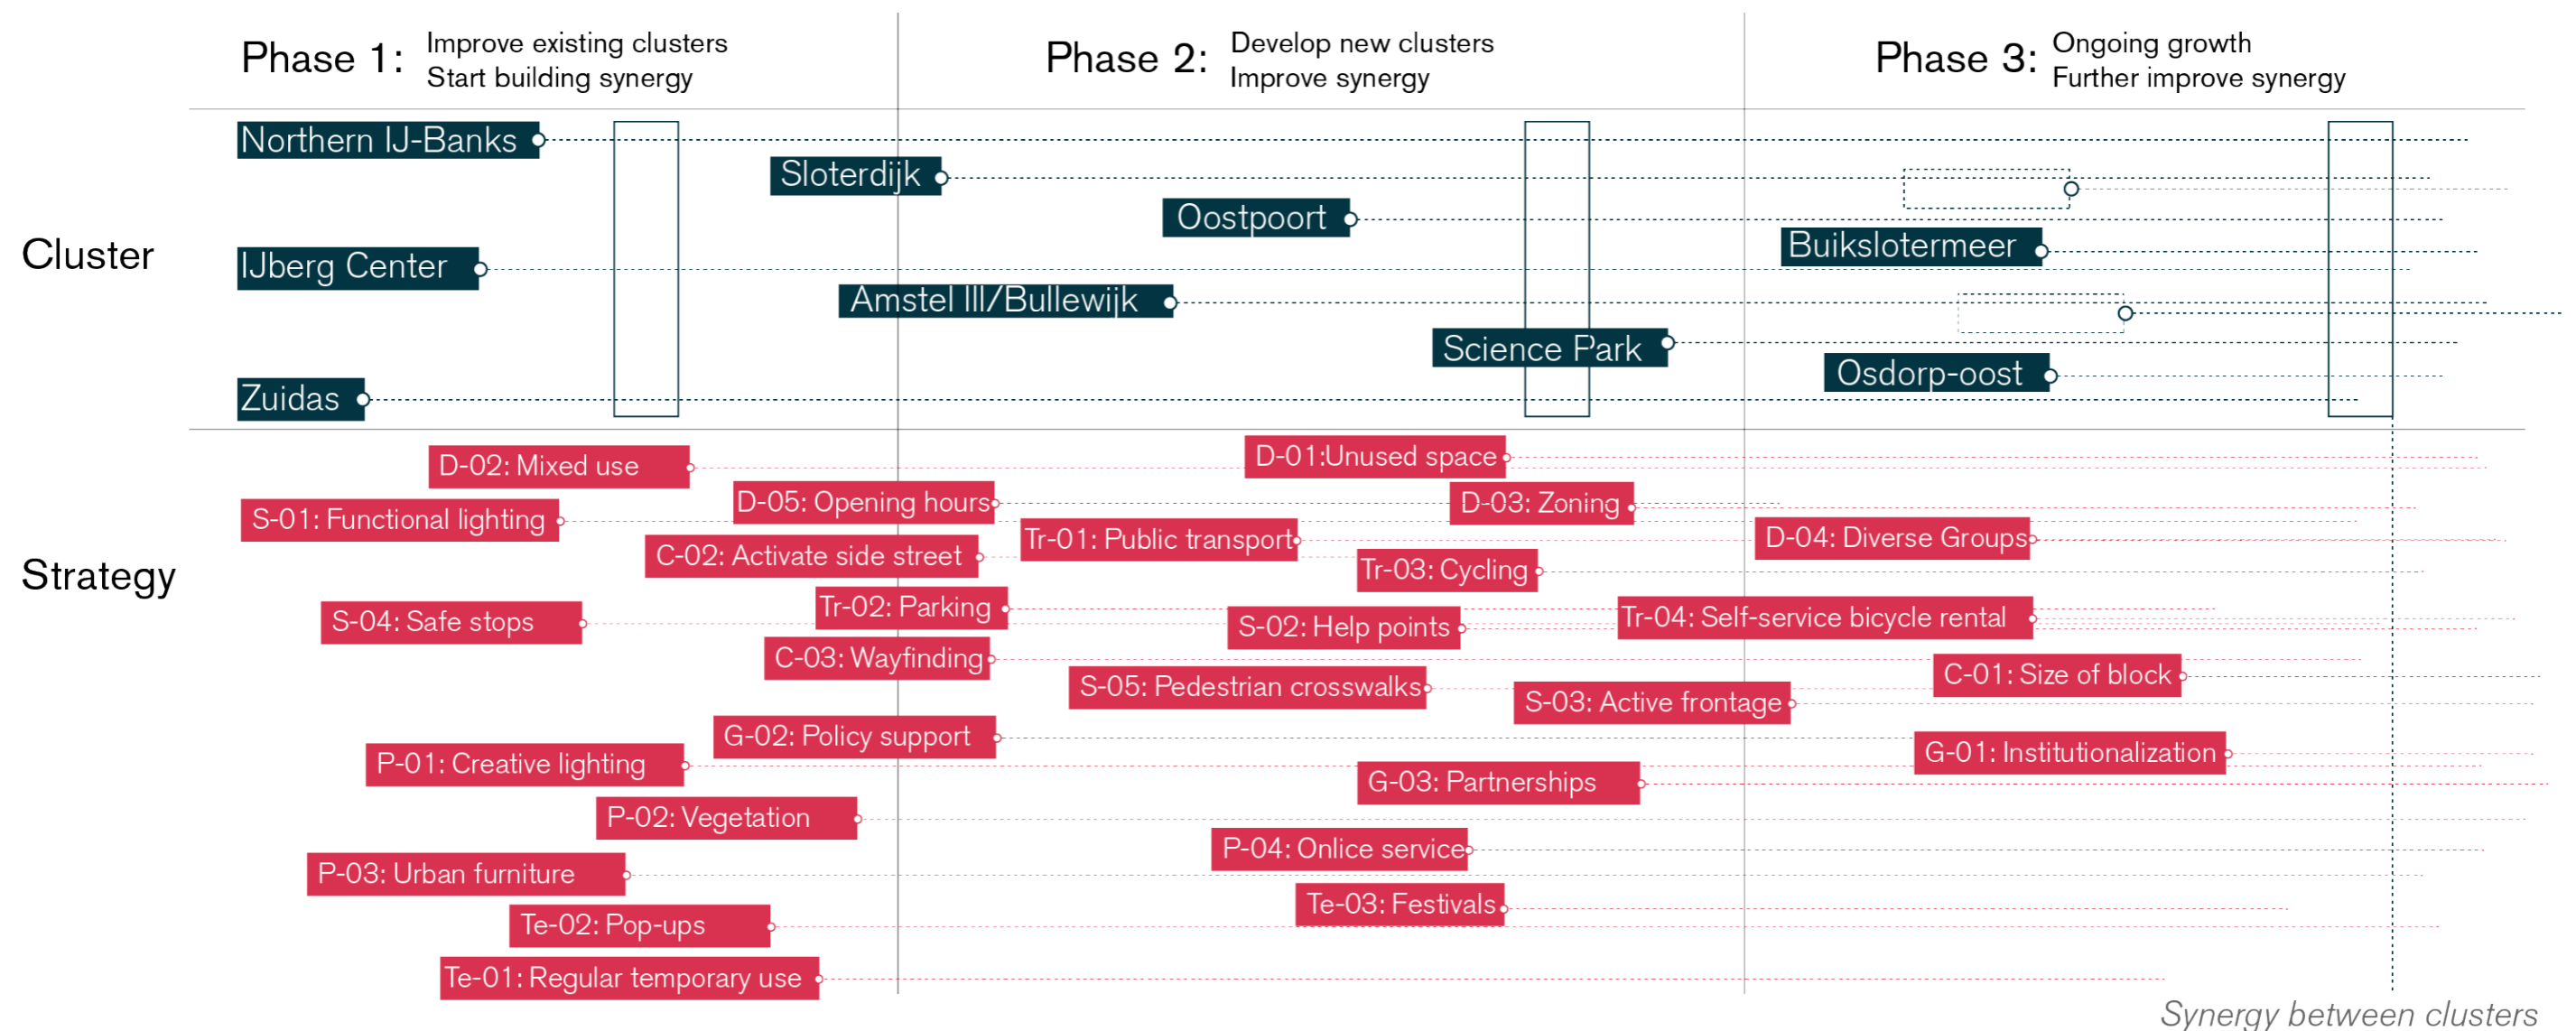 Phase 1:
Improve existing clusters
Start building synergy
Phase 2:
Develop new clusters
Improve synergy
Phase 3:
Ongoing growth
Further improve synergy
Cluster
Northern IJ-Banks
Sloterdijk
Oostpoort
Buikslotermeer
IJberg Center
Amstel III/Bullewijk
Science Park
Osdorp-oost
Zuidas
Strategy
D-02: Mixed use
D-01:Unused space
D-05: Opening hours
D-03: Zoning
S-01: Functional lighting
Tr-01: Public transport
D-04: Diverse Groups
C-02: Activate side street
Tr-03: Cycling
Tr-02: Parking
S-04: Safe stops
S-02: Help points
Tr-04: Self-service bicycle rental
C-03: Wayfinding
C-01: Size of block
S-05: Pedestrian crosswalks
S-03: Active frontage
G-02: Policy support
G-01: Institutionalization
P-01: Creative lighting
G-03: Partnerships
P-02: Vegetation
P-04: Onlice service
P-03: Urban furniture
Te-03: Festivals
Te-02: Pop-ups
Te-01: Regular temporary use
Synergy between clusters